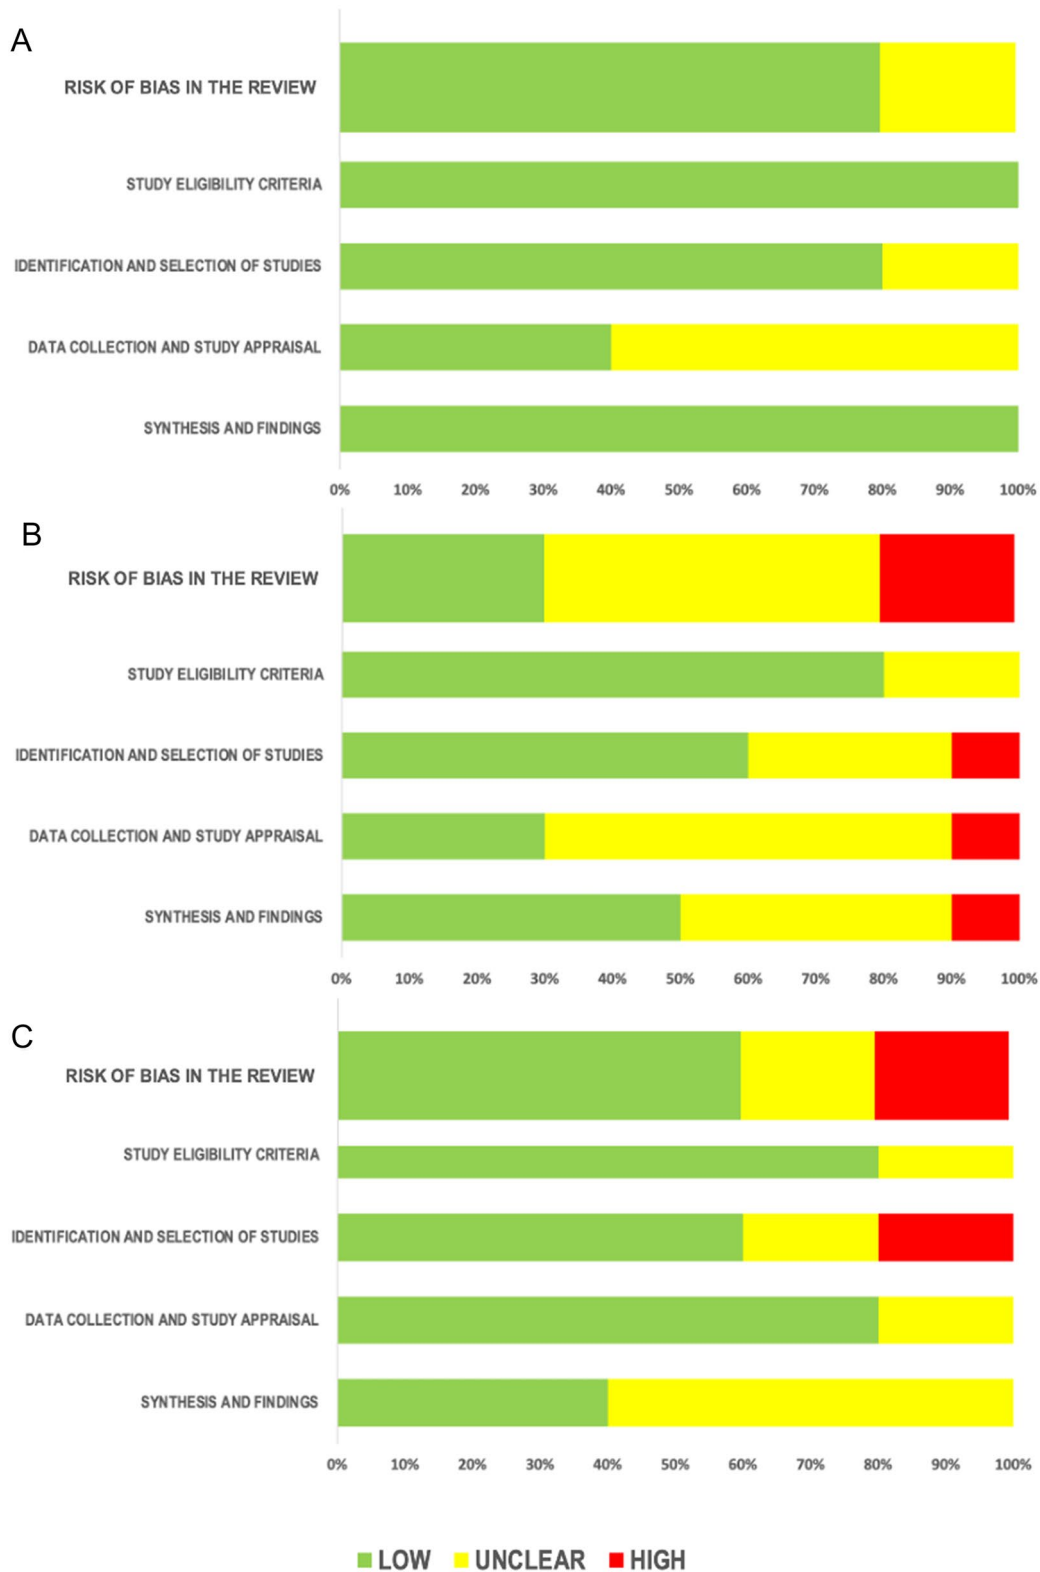 A
RISK OF BIAS IN THE REVIEW
STUDY ELIGIBILITY CRITERIA
IDENTIFICATION AND SELECTION OF STUDIES
DATA COLLECTION AND STUDY APPRAISAL
SYNTHESIS AND FINDINGS
0% 10% 20% 30% 40% 50% 60% 70% 80% 90% 100%
B
RISK OF BIAS IN THE REVIEW
STUDY ELIGIBILITY CRITERIA
IDENTIFICATION AND SELECTION OF STUDIES
DATA COLLECTION AND STUDY APPRAISAL
SYNTHESIS AND FINDINGS
0% 10% 20% 30% 40% 50% 60% 70% 80% 90% 100%
C
RISK OF BIAS IN THE REVIEW
STUDY ELIGIBILITY CRITERIA
IDENTIFICATION AND SELECTION OF STUDIES
DATA COLLECTION AND STUDY APPRAISAL
SYNTHESIS AND FINDINGS
0% 10% 20% 30% 40% 50% 60% 70% 80% 90% 100%
LOW UNCLEAR HIGH